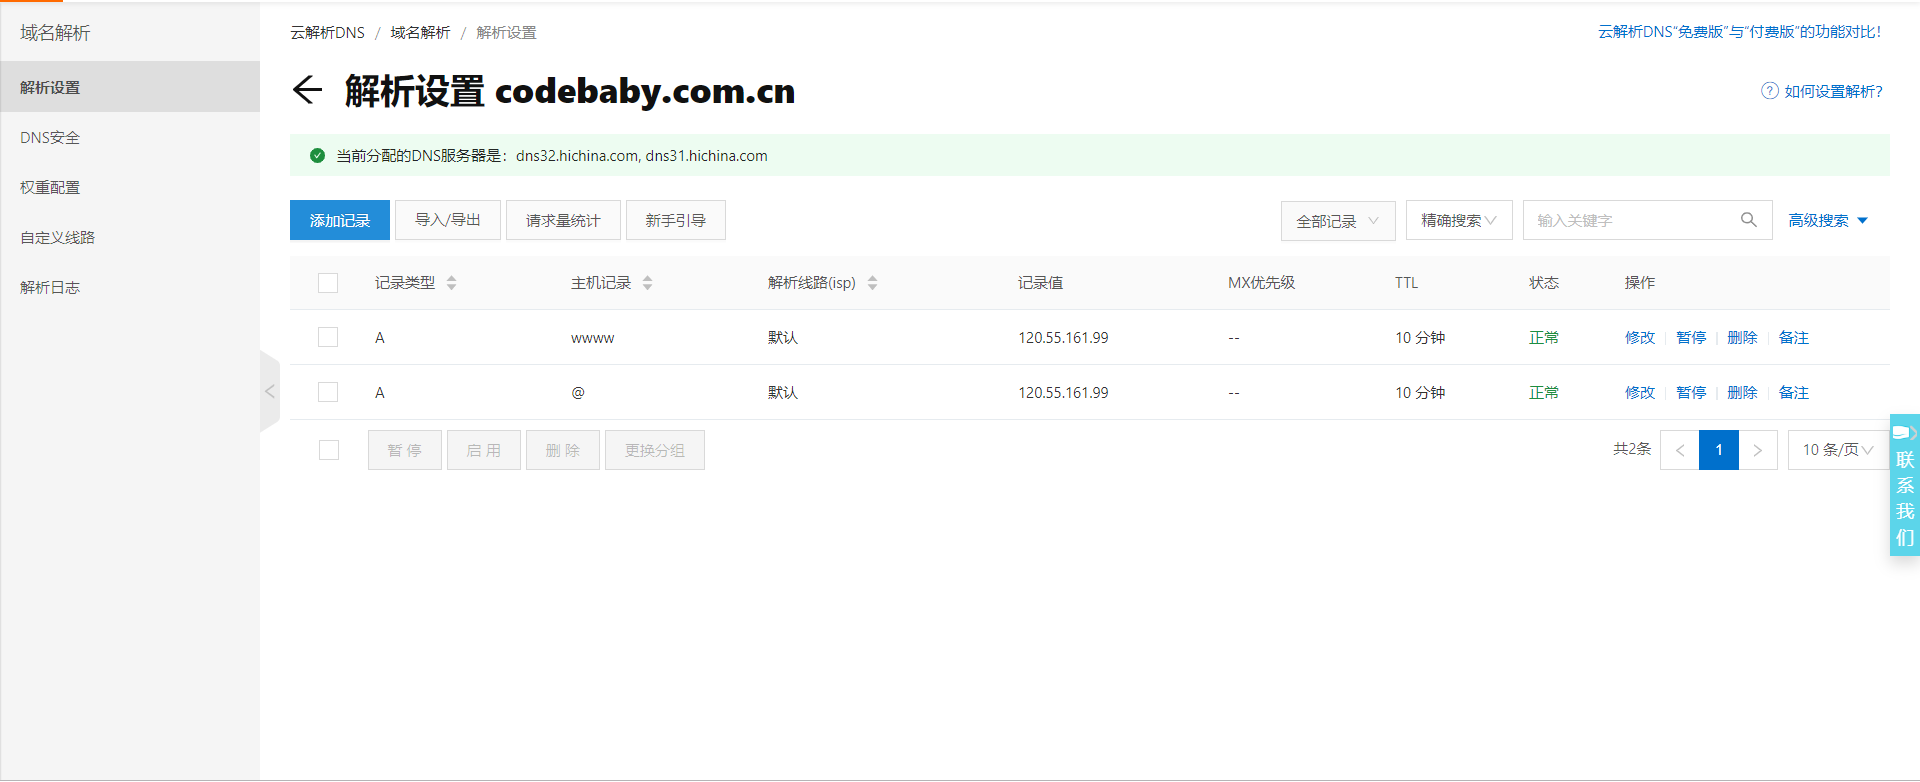 域名解析
解析设置
DNS安全
权重配置
自定义线路
解析日志
云解析DNS / 域名解析 / 解析设置
云解析DNS“免费版”与“付费版”的功能对比!
解析设置 codebaby.com.cn
如何设置解析?
当前分配的DNS服务器是: dns32.hichina.com, dns31.hichina.com
添加记录 导入/导出 请求量统计 新手引导 全部记录 精确搜索 输入关键字 高级搜索
记录类型 主机记录 解析线路(isp) 记录值 MX优先级 TTL 状态 操作
A wwww 默认 120.55.161.99 -- 10 分钟 正常 修改 暂停 删除 备注
A @ 默认 120.55.161.99 -- 10 分钟 正常 修改 暂停 删除 备注
暂停 启用 删除 更换分组 共2条 < 1 > 10 条/页
联系我们